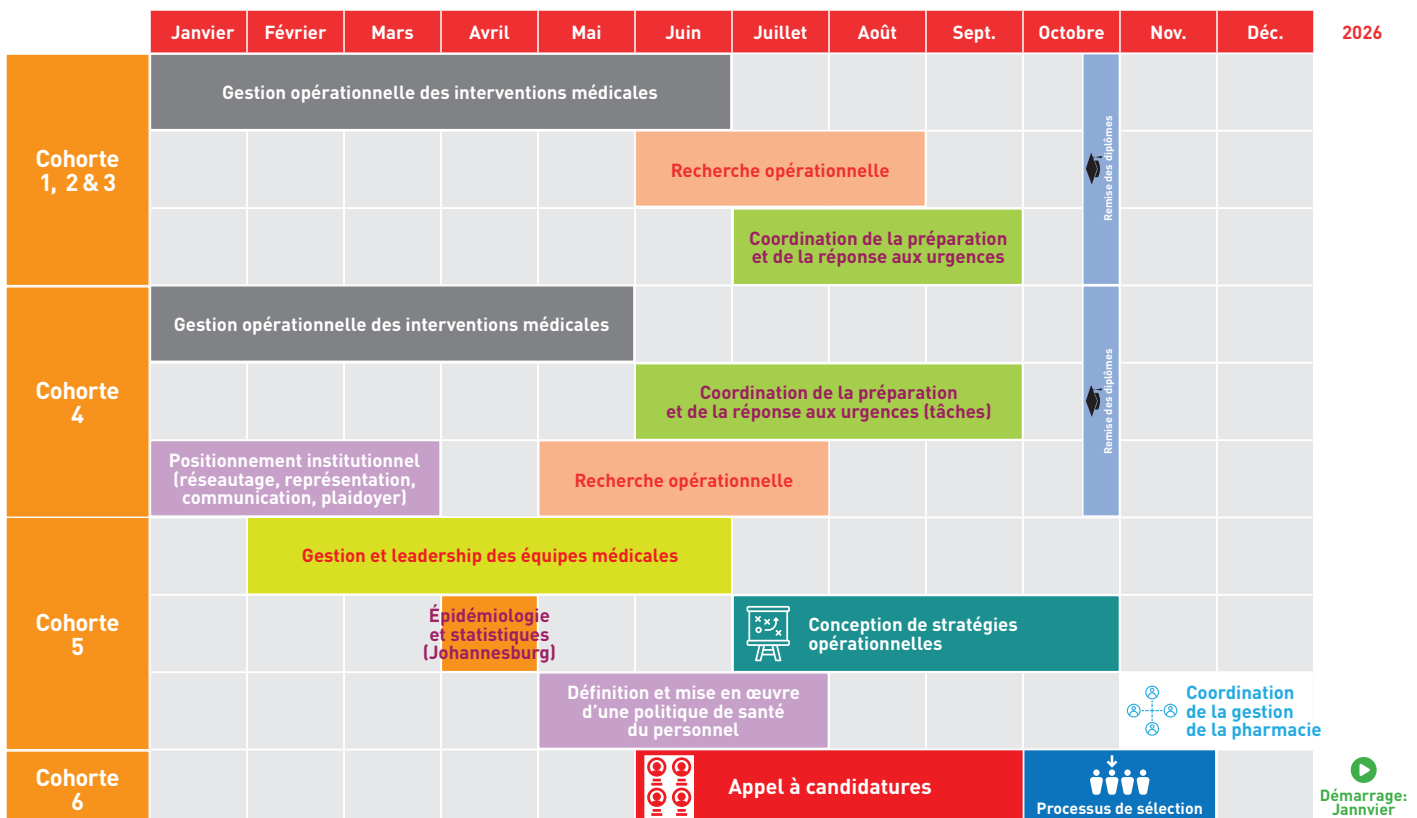 Janvier
Février
Mars
Avril
Mai
Juin
Juillet
Août
Sept.
Octobre
Nov.
Déc.
2026
Cohorte
1, 2 & 3
Gestion opérationnelle des interventions médicales
Recherche opérationnelle
Coordination de la préparation
et de la réponse aux urgences
Remise des diplômes
Cohorte
4
Gestion opérationnelle des interventions médicales
Coordination de la préparation
et de la réponse aux urgences (tâches)
Positionnement institutionnel
(réseautage, représentation,
communication, plaidoyer)
Recherche opérationnelle
Remise des diplômes
Cohorte
5
Gestion et leadership des équipes médicales
Épidémiologie
et statistiques
(Johannesburg)
Conception de stratégies
opérationnelles
Définition et mise en œuvre
d'une politique de santé
du personnel
Coordination
de la gestion
de la pharmacie
Cohorte
6
Appel à candidatures
Processus de sélection
Démarrage:
Jannvier